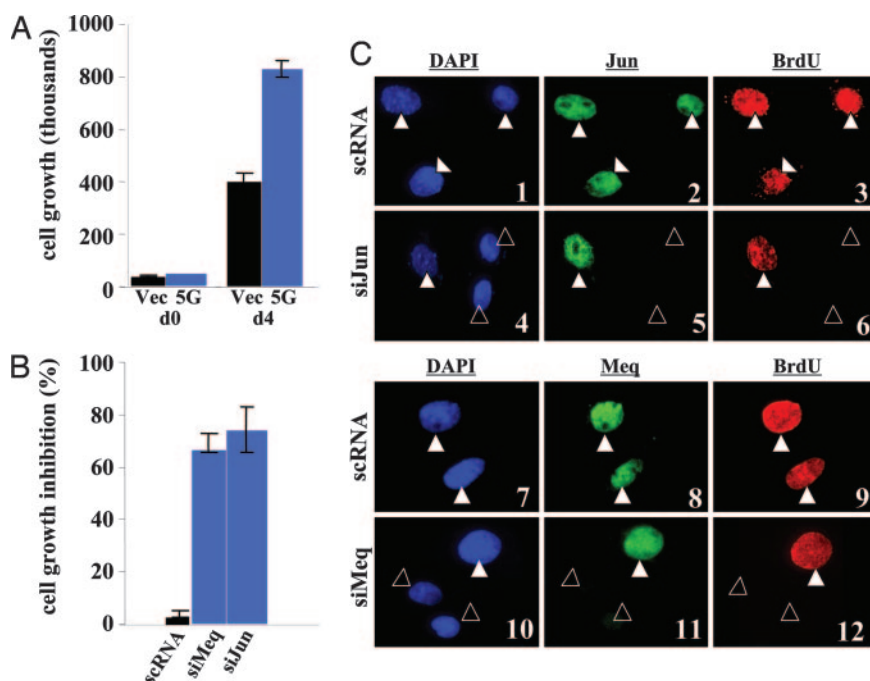 A
cell growth (thousands)
1000
800
600
400
200
0
Vec 5G Vec 5G
d0 d4
B
cell growth inhibition (%)
100
80
60
40
20
0
scRNA
siMeq
siJun
C
DAPI Jun BrdU
scRNA
1 2 3
siJun
4 5 6
DAPI Meq BrdU
scRNA
7 8 9
siMeq
10 11 12